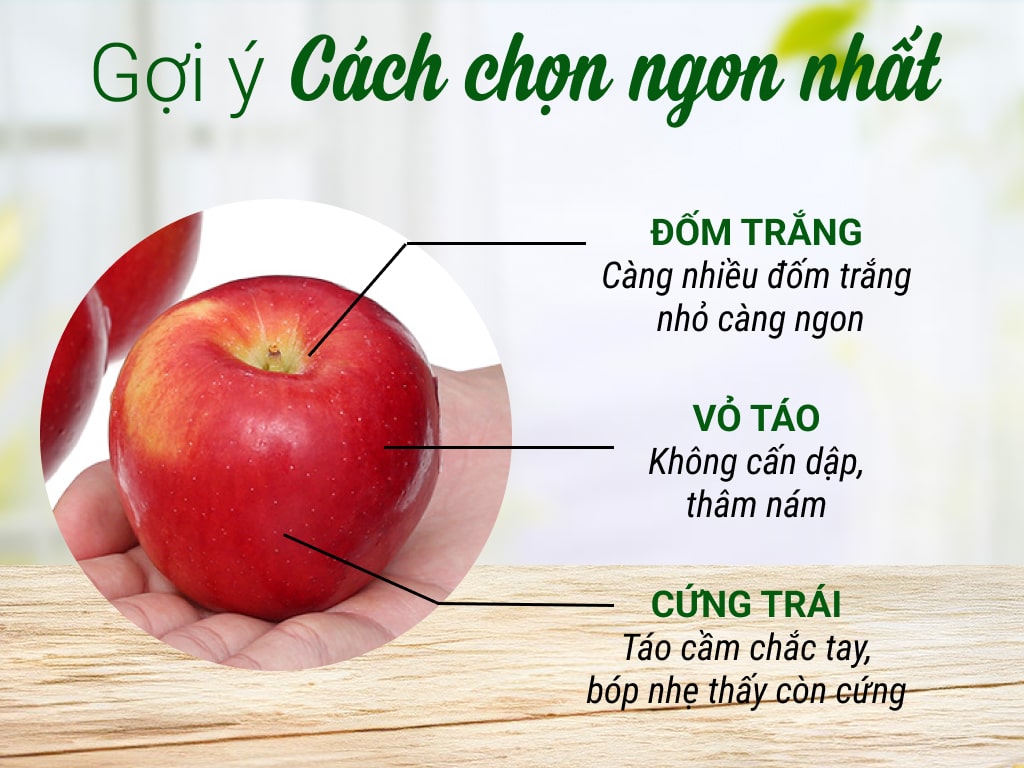 Gợi ý Cách chọn ngon nhất
ĐỐM TRẮNG
Càng nhiều đốm trắng
nhỏ càng ngon
VỎ TÁO
Không cấn dập,
thâm nám
CỨNG TRÁI
Táo cầm chắc tay,
bóp nhẹ thấy còn cứng